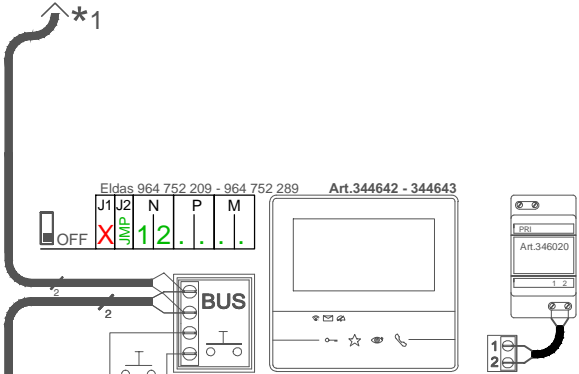 *1
Eldas 964 752 209 - 964 752 289 Art.344642 - 344643
J1 J2 N P M
OFF X JMP 1 2 . . . .
PRI
Art.346020
1 2
2
2
BUS
1
2